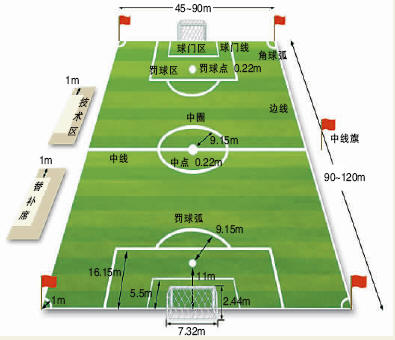 45~90m
球门区
球门线
角球弧
罚球区
罚球点 0.22m
1m
技术区
边线
中圈
9.15m
中线旗
中线
中点 0.22m
1m
替补席
90~120m
罚球弧
9.15m
16.15m
11m
5.5m
2.44m
1m
7.32m